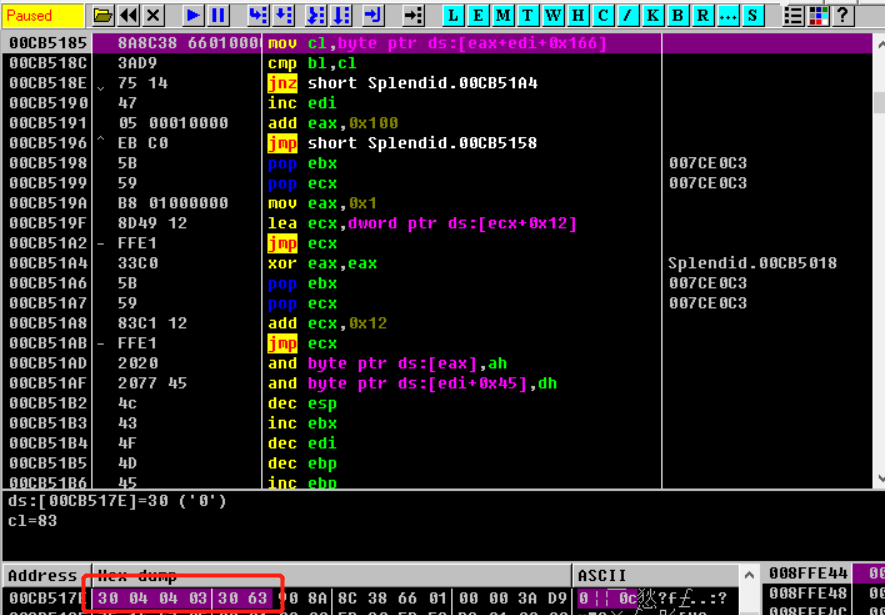 Paused L E M T W H C / K B R ... S ?
00CB5185 8A8C38 66010000 mov cl,byte ptr ds:[eax+edi+0x166]
00CB518C 3AD9 cmp bl,cl
00CB518E ˇ 75 14 jnz short Splendid.00CB51A4
00CB5190 47 inc edi
00CB5191 05 00010000 add eax,0x100
00CB5196 ^ EB C0 jmp short Splendid.00CB5158
00CB5198 5B pop ebx 007CE0C3
00CB5199 59 pop ecx 007CE0C3
00CB519A B8 01000000 mov eax,0x1
00CB519F 8D49 12 lea ecx,dword ptr ds:[ecx+0x12]
00CB51A2 - FFE1 jmp ecx
00CB51A4 33C0 xor eax,eax Splendid.00CB5018
00CB51A6 5B pop ebx 007CE0C3
00CB51A7 59 pop ecx 007CE0C3
00CB51A8 83C1 12 add ecx,0x12
00CB51AB - FFE1 jmp ecx
00CB51AD 2020 and byte ptr ds:[eax],ah
00CB51AF 2077 45 and byte ptr ds:[edi+0x45],dh
00CB51B2 4C dec esp
00CB51B3 43 inc ebx
00CB51B4 4F dec edi
00CB51B5 4D dec ebp
00CB51B6 45 inc ebp
ds:[00CB517E]=30 ('0')
cl=83
Address Hex dump ASCII 008FFE44 00
00CB517E 30 04 04 03 30 63 90 8A 8C 38 66 01 00 00 3A D9 008FFE48 00